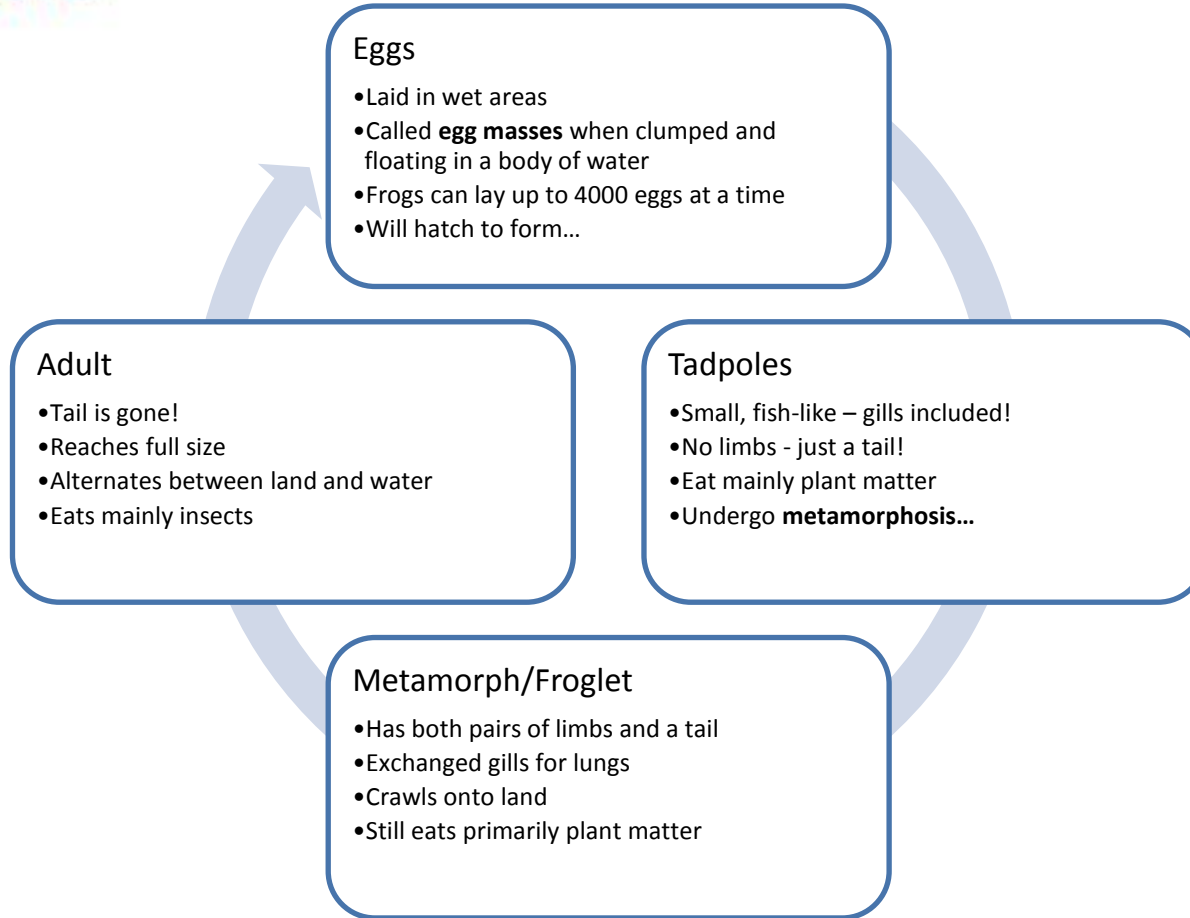 Eggs
•Laid in wet areas
•Called egg masses when clumped and
floating in a body of water
•Frogs can lay up to 4000 eggs at a time
•Will hatch to form…
Tadpoles
•Small, fish-like – gills included!
•No limbs - just a tail!
•Eat mainly plant matter
•Undergo metamorphosis…
Metamorph/Froglet
•Has both pairs of limbs and a tail
•Exchanged gills for lungs
•Crawls onto land
•Still eats primarily plant matter
Adult
•Tail is gone!
•Reaches full size
•Alternates between land and water
•Eats mainly insects